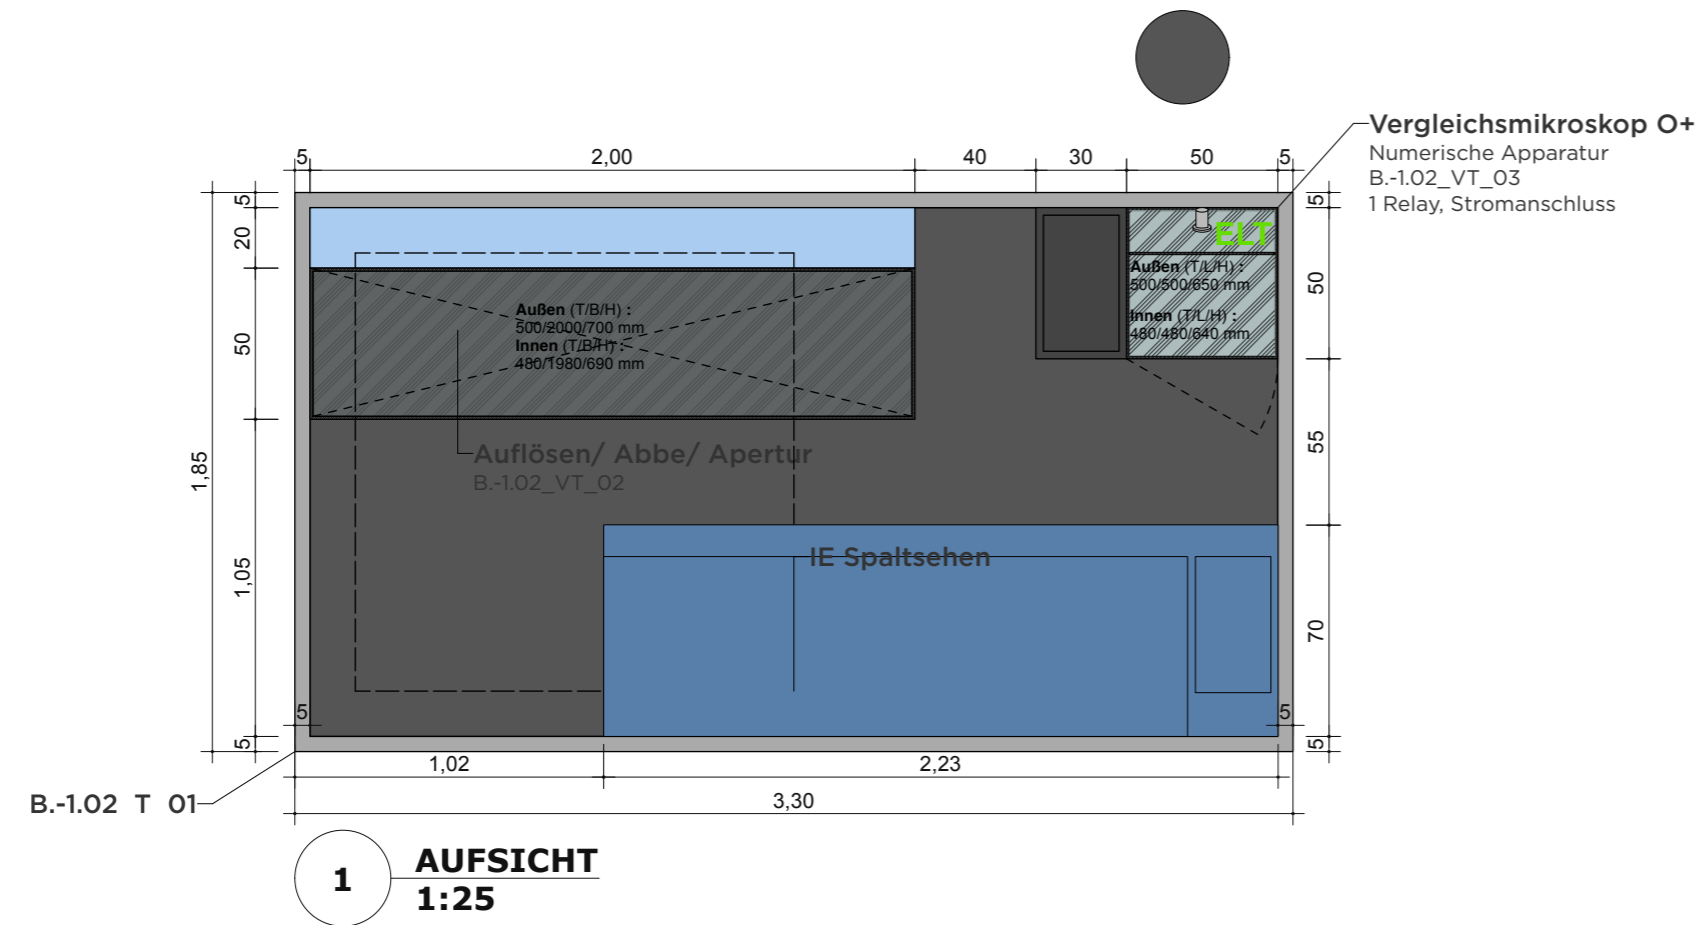 Vergleichsmikroskop O+
Numerische Apparatur
B.-1.02_VT_03
1 Relay, Stromanschluss
5
2,00
40
30
50
5
5
20
50
1,05
5
1,85
5
50
55
70
5
ELT
Außen (T/L/H) :
500/500/650 mm
Innen (T/L/H) :
480/480/640 mm
Außen (T/B/H) :
500/2000/700 mm
Innen (T/B/H) :
480/1980/690 mm
Auflösen/ Abbe/ Apertur
B.-1.02_VT_02
IE Spaltsehen
5
5
1,02
2,23
3,30
B.-1.02 T 01
1
AUFSICHT
1:25